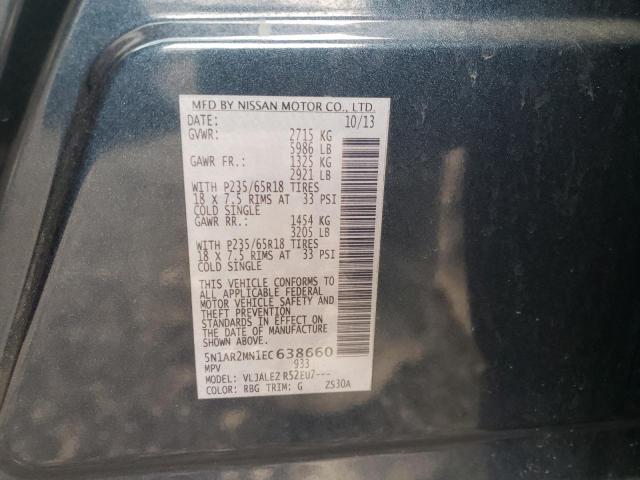 MFD BY NISSAN MOTOR CO., LTD.
DATE: 10/13
GVWR: 2715 KG
5986 LB
GAWR FR.: 1325 KG
2921 LB
WITH P235/65R18 TIRES
18 X 7.5 RIMS AT 33 PSI
COLD SINGLE
GAWR RR.: 1454 KG
3205 LB
WITH P235/65R18 TIRES
18 X 7.5 RIMS AT 33 PSI
COLD SINGLE
THIS VEHICLE CONFORMS TO
ALL APPLICABLE FEDERAL
MOTOR VEHICLE SAFETY AND
THEFT PREVENTION
STANDARDS IN EFFECT ON
THE DATE OF MANUFACTURE
SHOWN ABOVE.
5N1AR2MN1EC638660
MPV 933
MODEL: VLJALEZ R52EU7---
COLOR: RBG TRIM: G ZS30A